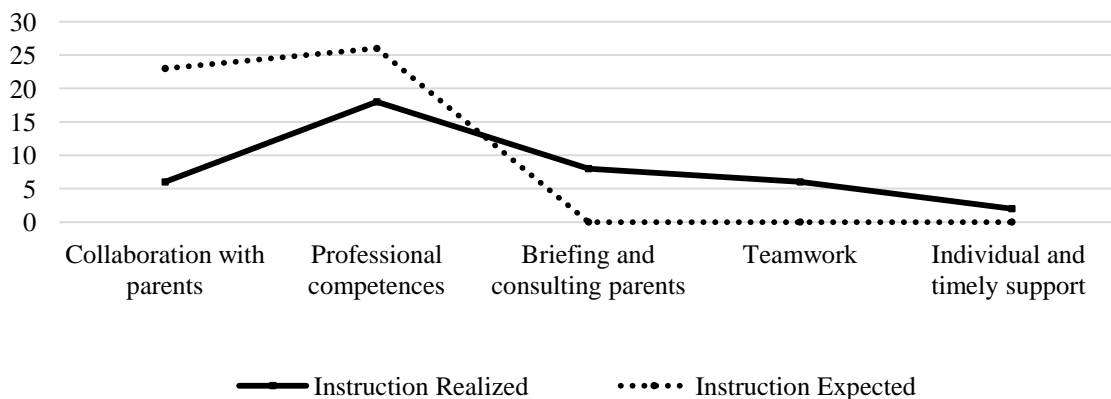 30
25
20
15
10
5
0
Collaboration with
parents
Professional
competences
Briefing and
consulting parents
Teamwork
Individual and
timely support
Instruction Realized
Instruction Expected